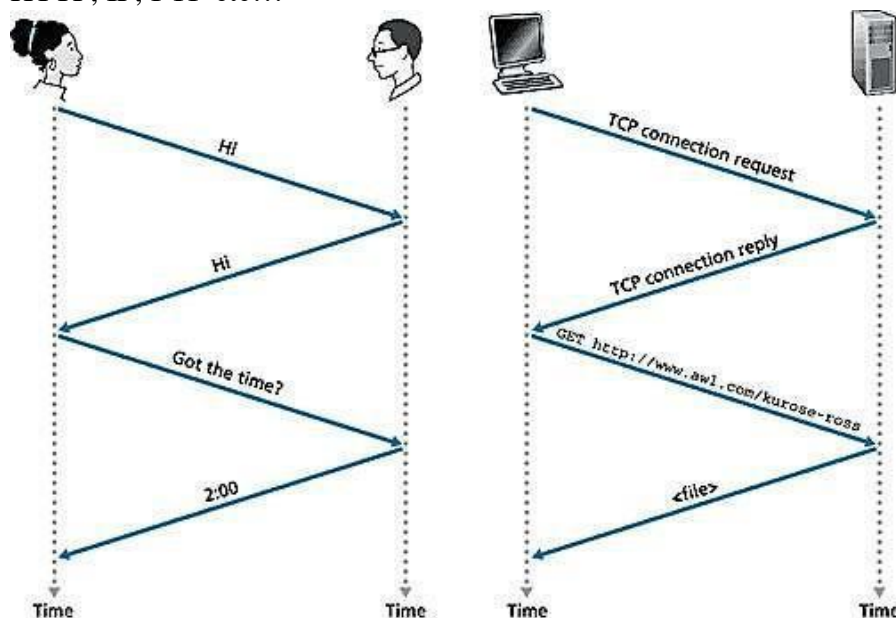 Hi
TCP connection request
Hi
TCP connection reply
Got the time?
GET http://www.awl.com/kurose-ross
2:00
<file>
Time
Time
Time
Time